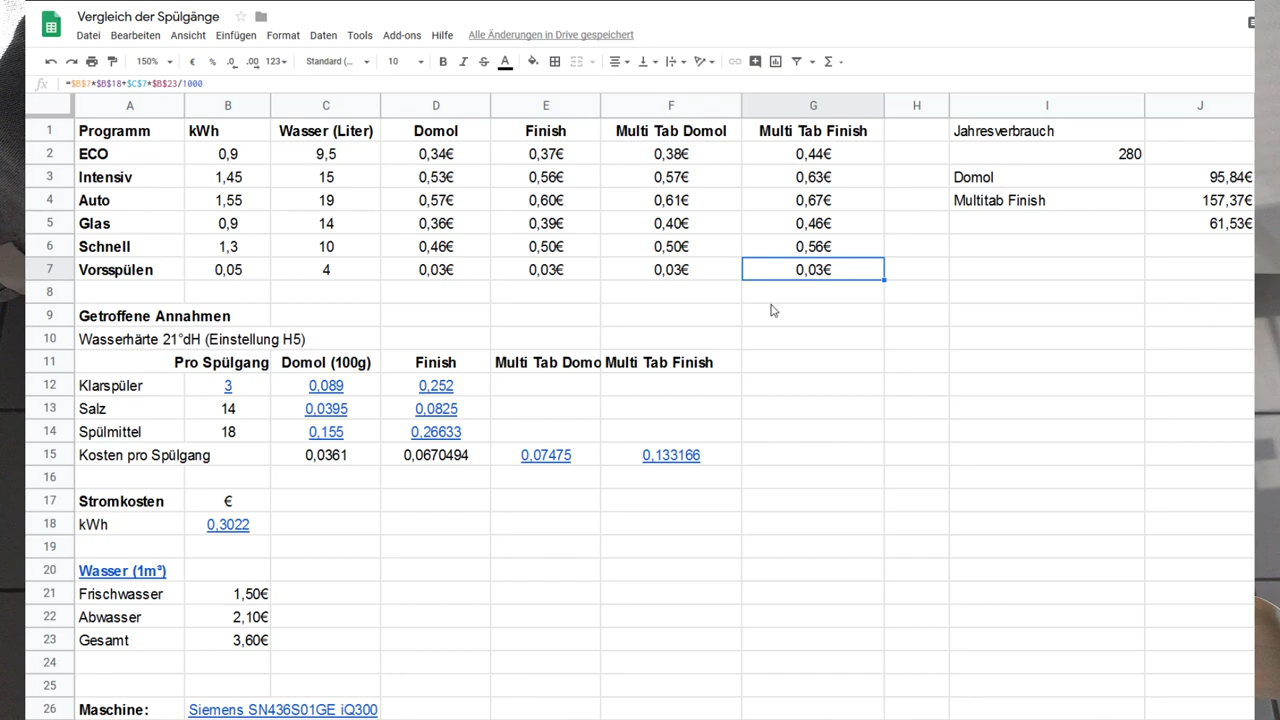 Vergleich der Spülgänge
Datei Bearbeiten Ansicht Einfügen Format Daten Tools Add-ons Hilfe Alle Änderungen in Drive gespeichert
150% € % .0 .00 123 Standard (... 10 B I S A
fx =$B$7*$B$18+$C$7*$B$23/1000
A B C D E F G H I J
1 Programm kWh Wasser (Liter) Domol Finish Multi Tab Domol Multi Tab Finish Jahresverbrauch
2 ECO 0,9 9,5 0,34€ 0,37€ 0,38€ 0,44€ 280
3 Intensiv 1,45 15 0,53€ 0,56€ 0,57€ 0,63€ Domol 95,84€
4 Auto 1,55 19 0,57€ 0,60€ 0,61€ 0,67€ Multitab Finish 157,37€
5 Glas 0,9 14 0,36€ 0,39€ 0,40€ 0,46€ 61,53€
6 Schnell 1,3 10 0,46€ 0,50€ 0,50€ 0,56€
7 Vorsspülen 0,05 4 0,03€ 0,03€ 0,03€ 0,03€
8
9 Getroffene Annahmen
10 Wasserhärte 21°dH (Einstellung H5)
11 Pro Spülgang Domol (100g) Finish Multi Tab Domo Multi Tab Finish
12 Klarspüler 3 0,089 0,252
13 Salz 14 0,0395 0,0825
14 Spülmittel 18 0,155 0,26633
15 Kosten pro Spülgang 0,0361 0,0670494 0,07475 0,133166
16
17 Stromkosten €
18 kWh 0,3022
19
20 Wasser (1m³)
21 Frischwasser 1,50€
22 Abwasser 2,10€
23 Gesamt 3,60€
24
25
26 Maschine: Siemens SN436S01GE iQ300